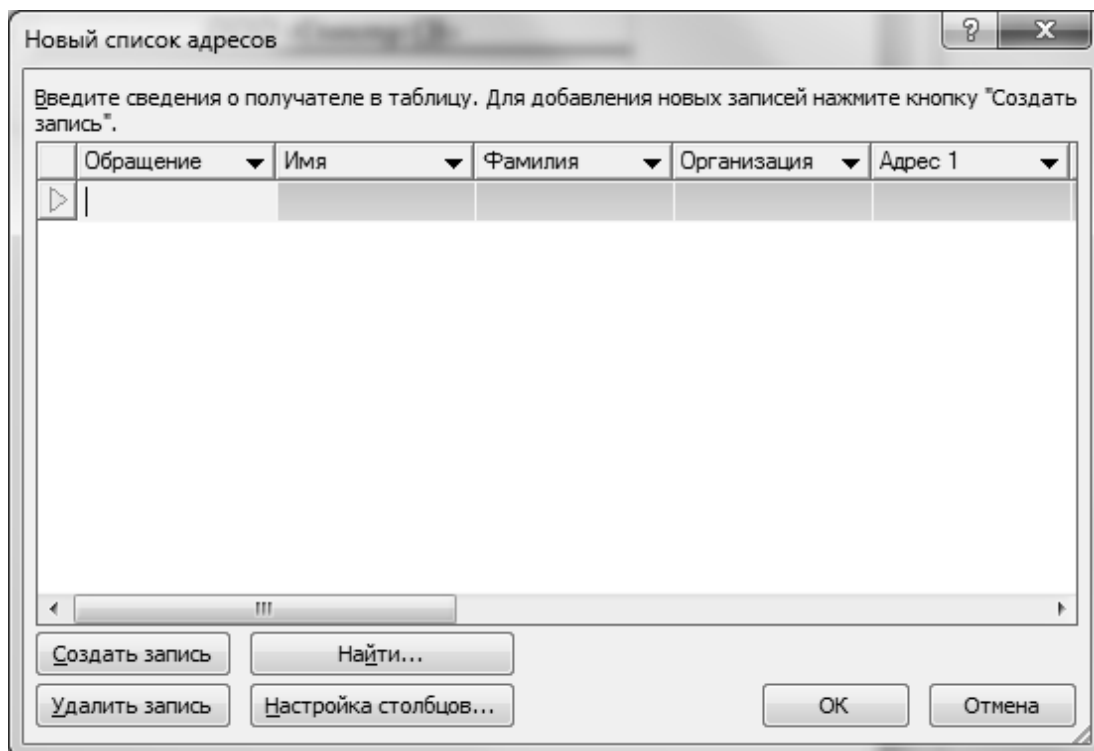 Новый список адресов
Введите сведения о получателе в таблицу. Для добавления новых записей нажмите кнопку "Создать
запись".
Обращение Имя Фамилия Организация Адрес 1
Создать запись Найти...
Удалить запись Настройка столбцов... ОК Отмена